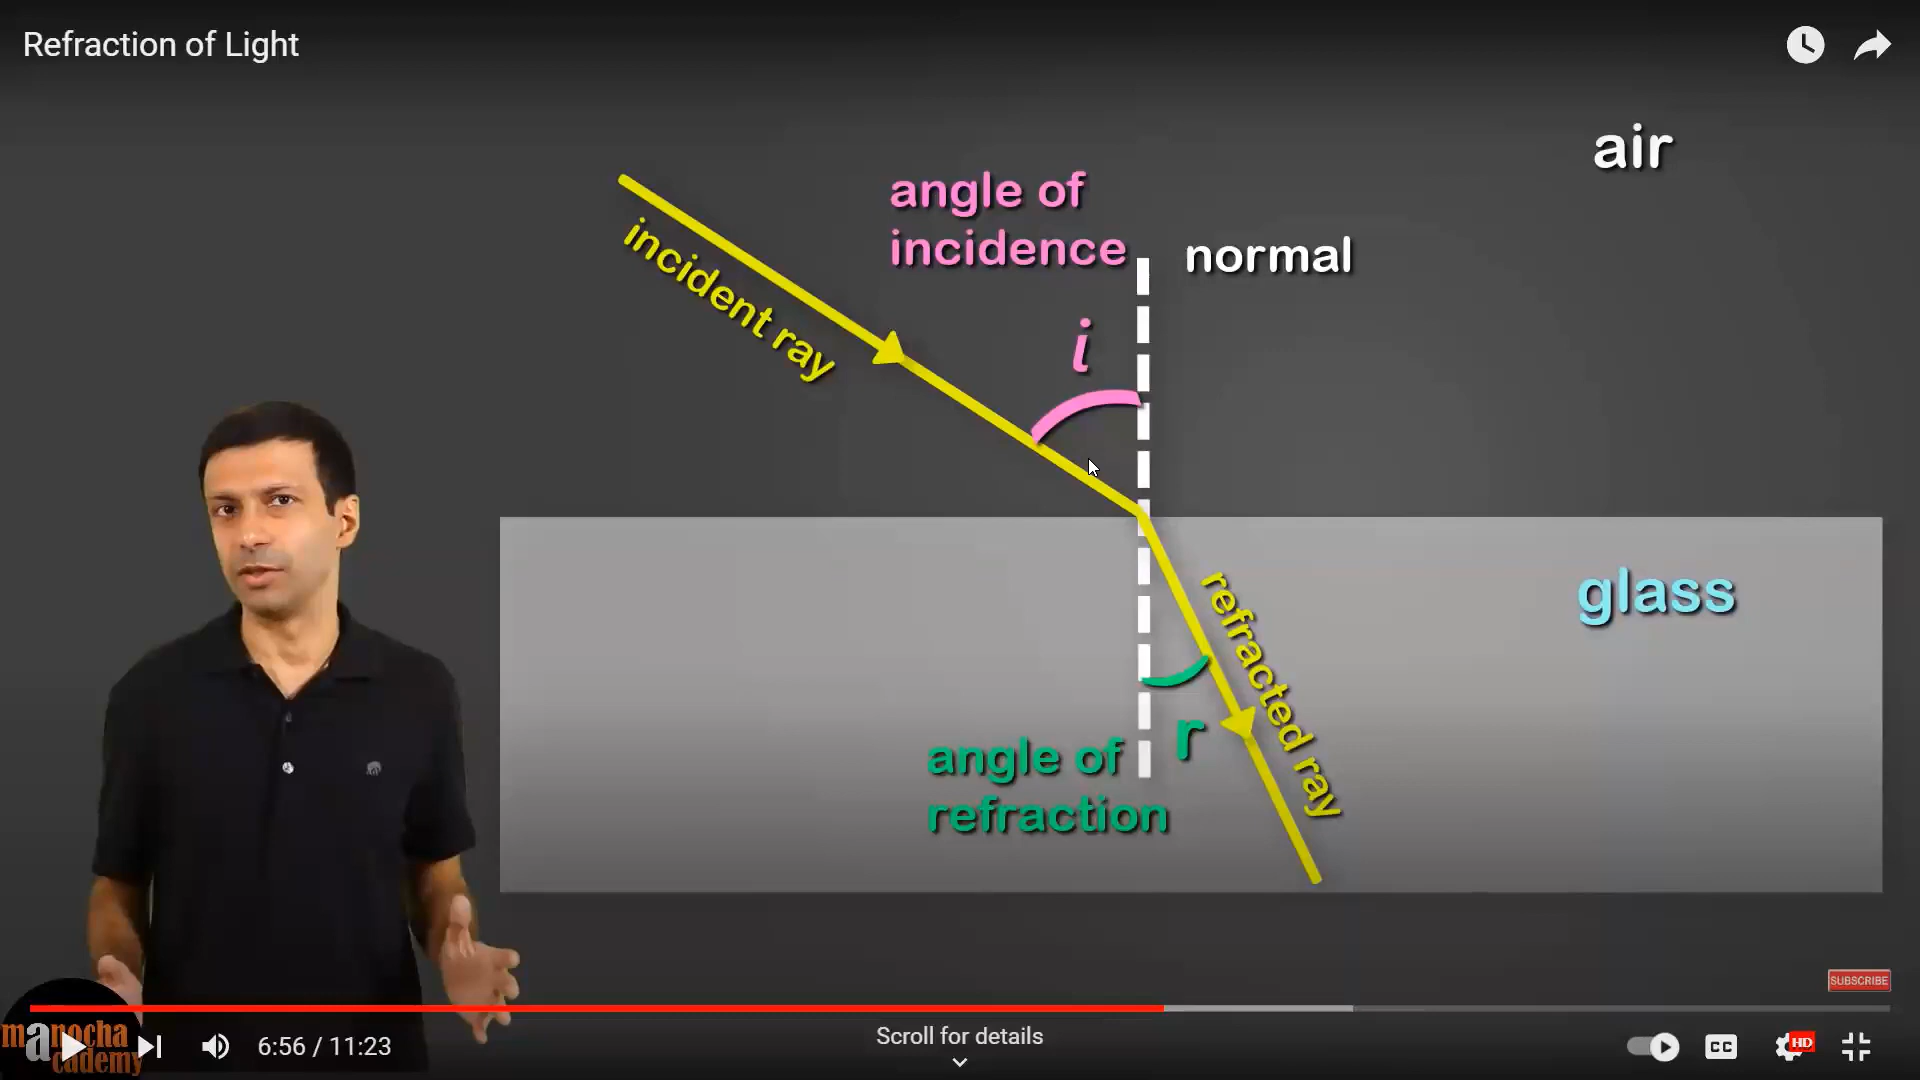 Refraction of Light
air
angle of
incidence
normal
incident ray
i
glass
refracted ray
r
angle of
refraction
SUBSCRIBE
manocha
academy
6:56 / 11:23
Scroll for details
CC
HD